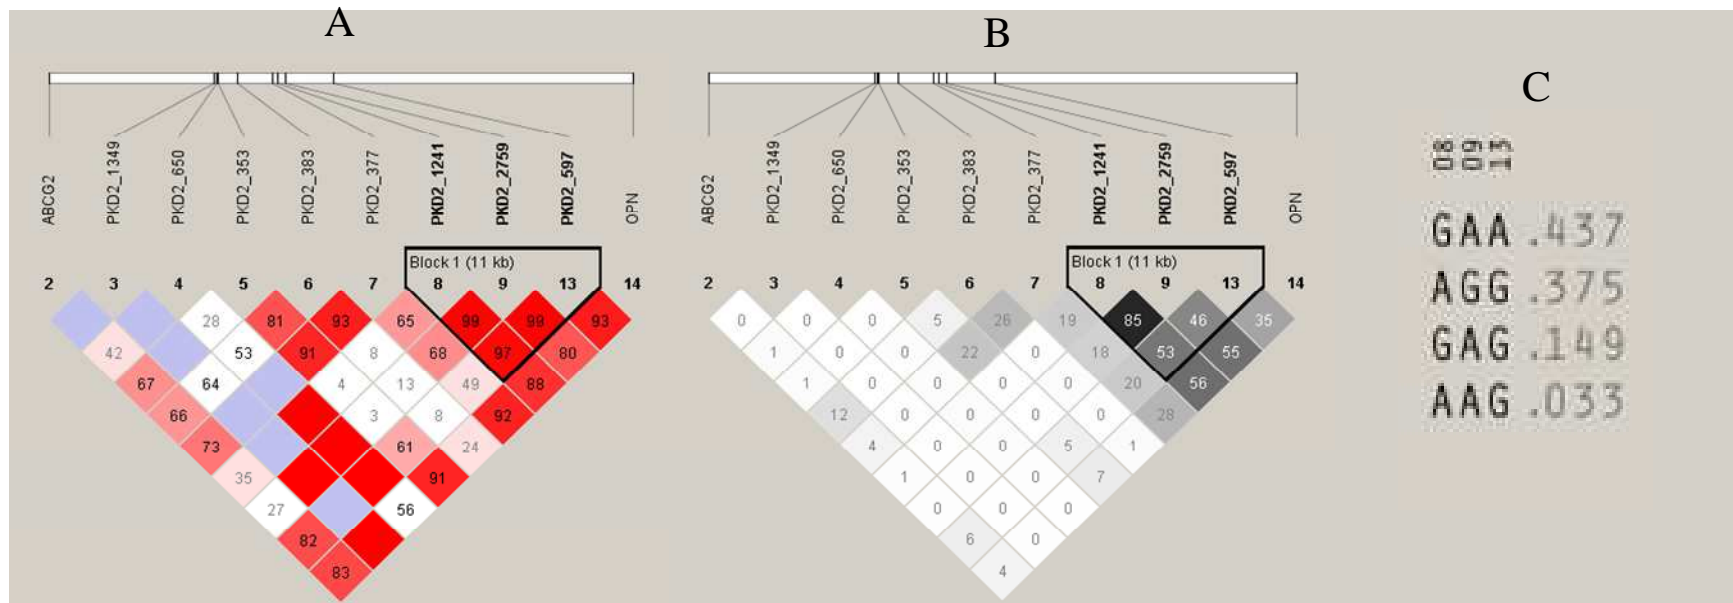 A B
C
ABCG2 PKD2_1349 PKD2_650 PKD2_353 PKD2_383 PKD2_377 PKD2_1241 PKD2_2759 PKD2_597 OPN
Block 1 (11 kb)
2 3 4 5 6 7 8 9 13 14
28 81 93 65 99 99 93
42 53 91 8 68 97 80
67 64 4 13 49 88
66 3 8 92
73 61 24
35 91
27 56
82
83
ABCG2 PKD2_1349 PKD2_650 PKD2_353 PKD2_383 PKD2_377 PKD2_1241 PKD2_2759 PKD2_597 OPN
Block 1 (11 kb)
2 3 4 5 6 7 8 9 13 14
0 0 0 5 26 19 85 46 35
1 0 0 22 0 18 53 55
1 0 0 0 0 20 56
12 0 0 0 0 28
4 0 0 5 1
1 0 0 7
0 0 0
6 0
4
08 09 13
GAA .437
AGG .375
GAG .149
AAG .033